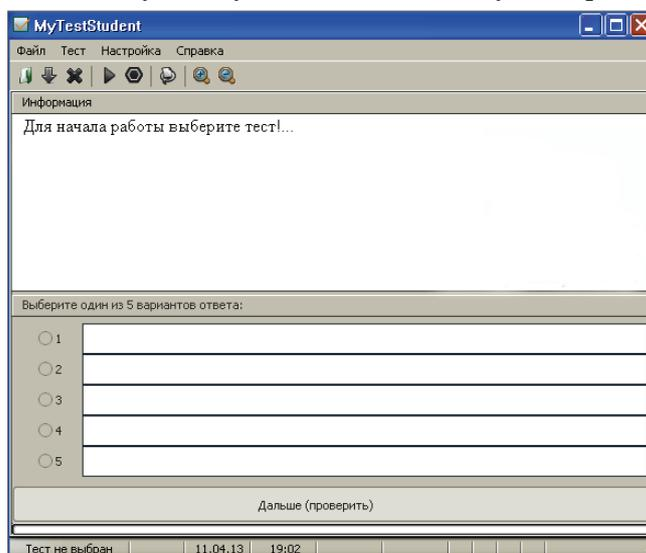 MyTestStudent
Файл Тест Настройка Справка
Информация
Для начала работы выберите тест!...
Выберите один из 5 вариантов ответа:
1
2
3
4
5
Дальше (проверить)
Тест не выбран 11.04.13 19:02